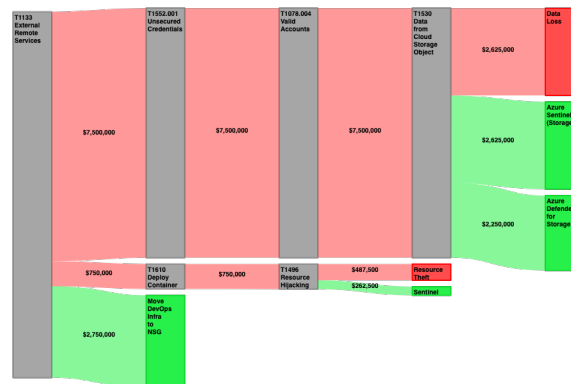 T1133
External
Remote
Services
T1552.001
Unsecured
Credentials
T1078.004
Valid
Accounts
T1530
Data
from
Cloud
Storage
Object
Data
Loss
$2,625,000
Azure
Sentinel
(Storage
$7,500,000
$7,500,000
$7,500,000
$2,625,000
Azure
Defende
for
Storage
$2,250,000
$750,000
T1610
Deploy
Container
$750,000
T1496
Resource
Hijacking
$487,500
Resource
Theft
$262,500
Sentinel
Move
DevOps
Infra
to
NSG
$2,750,000